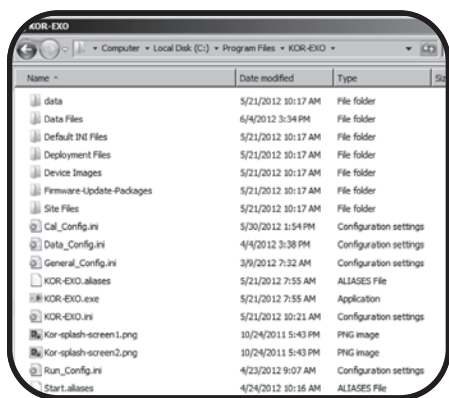 KOR-EXO
Computer Local Disk (C:) Program Files KOR-EXO
Name Date modified Type
data 5/21/2012 10:17 AM File folder
Data Files 6/4/2012 3:34 PM File folder
Default INI Files 5/21/2012 10:17 AM File folder
Deployment Files 5/21/2012 10:17 AM File folder
Device Images 5/21/2012 10:17 AM File folder
Firmware-Update-Packages 5/21/2012 10:17 AM File folder
Site Files 5/21/2012 10:17 AM File folder
Cal_Config.ini 5/30/2012 1:54 PM Configuration settings
Data_Config.ini 4/4/2012 3:38 PM Configuration settings
General_Config.ini 3/9/2012 7:32 AM Configuration settings
KOR-EXO.aliases 5/21/2012 7:55 AM ALIASES File
KOR-EXO.exe 5/21/2012 7:55 AM Application
KOR-EXO.ini 5/21/2012 10:21 AM Configuration settings
Kor-splash-screen1.png 10/24/2011 5:43 PM PNG image
Kor-splash-screen2.png 10/24/2011 5:43 PM PNG image
Run_Config.ini 4/23/2012 9:07 AM Configuration settings
Start.aliases 4/24/2012 10:16 AM ALIASES File